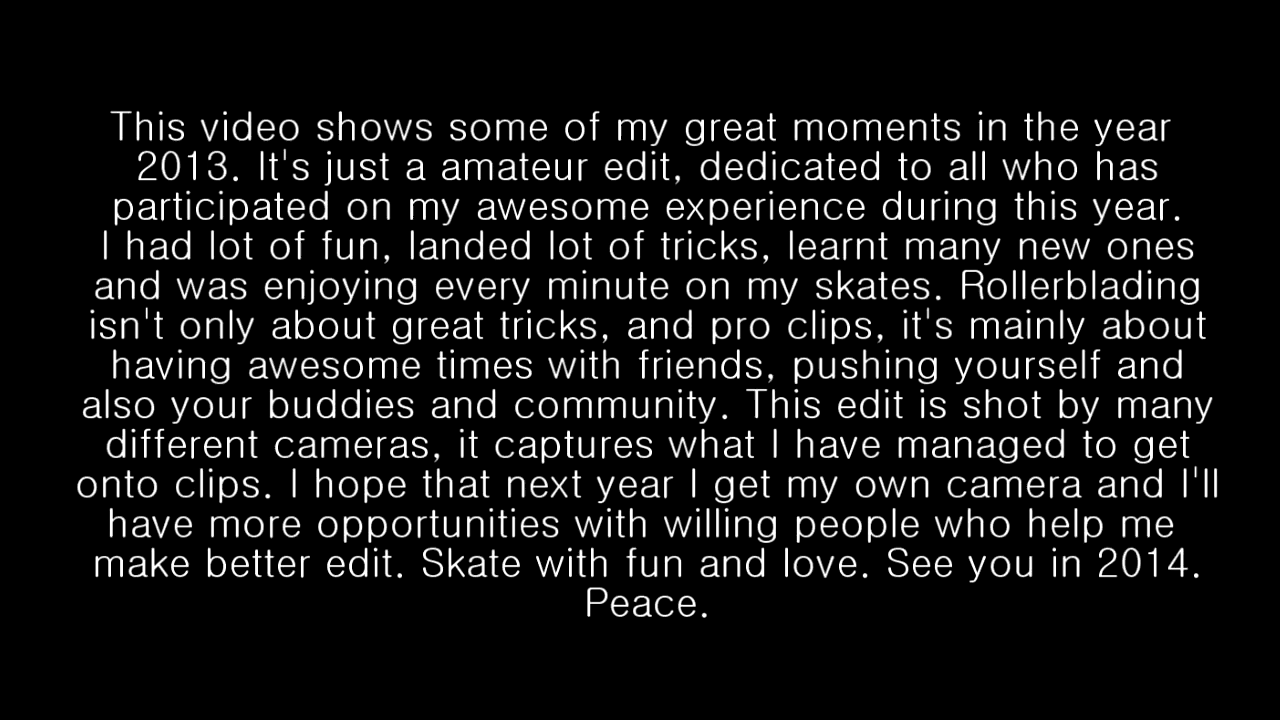 This video shows some of my great moments in the year
2013. It's just a amateur edit, dedicated to all who has
participated on my awesome experience during this year.
I had lot of fun, landed lot of tricks, learnt many new ones
and was enjoying every minute on my skates. Rollerblading
isn't only about great tricks, and pro clips, it's mainly about
having awesome times with friends, pushing yourself and
also your buddies and community. This edit is shot by many
different cameras, it captures what I have managed to get
onto clips. I hope that next year I get my own camera and I'll
have more opportunities with willing people who help me
make better edit. Skate with fun and love. See you in 2014.
Peace.